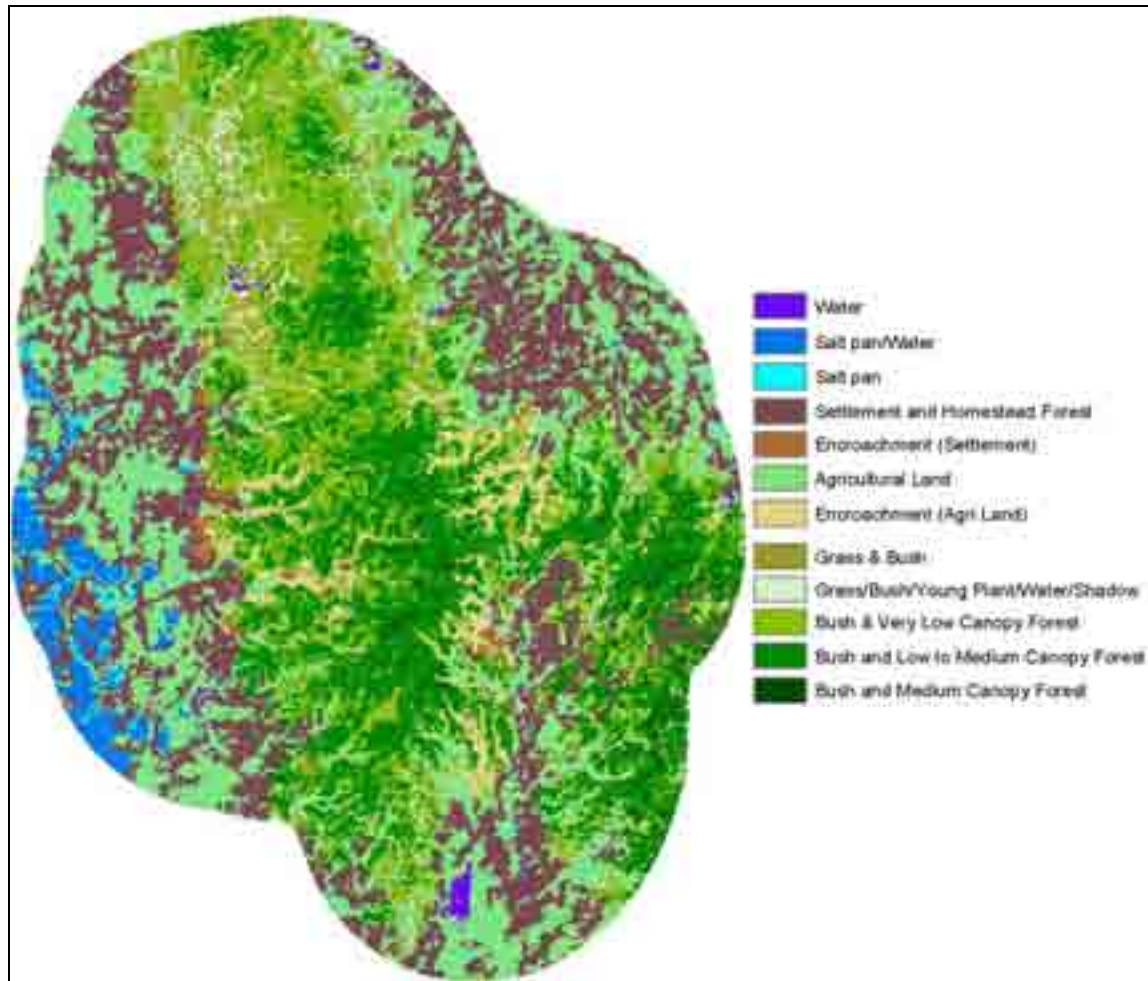 Water
Salt pan/Water
Salt pan
Settlement and Homestead Forest
Encroachment (Settlement)
Agricultural Land
Encroachment (Agri Land)
Grass & Bush
Grass/Bush/Young Plant/Water/Shadow
Bush & Very Low Canopy Forest
Bush and Low to Medium Canopy Forest
Bush and Medium Canopy Forest